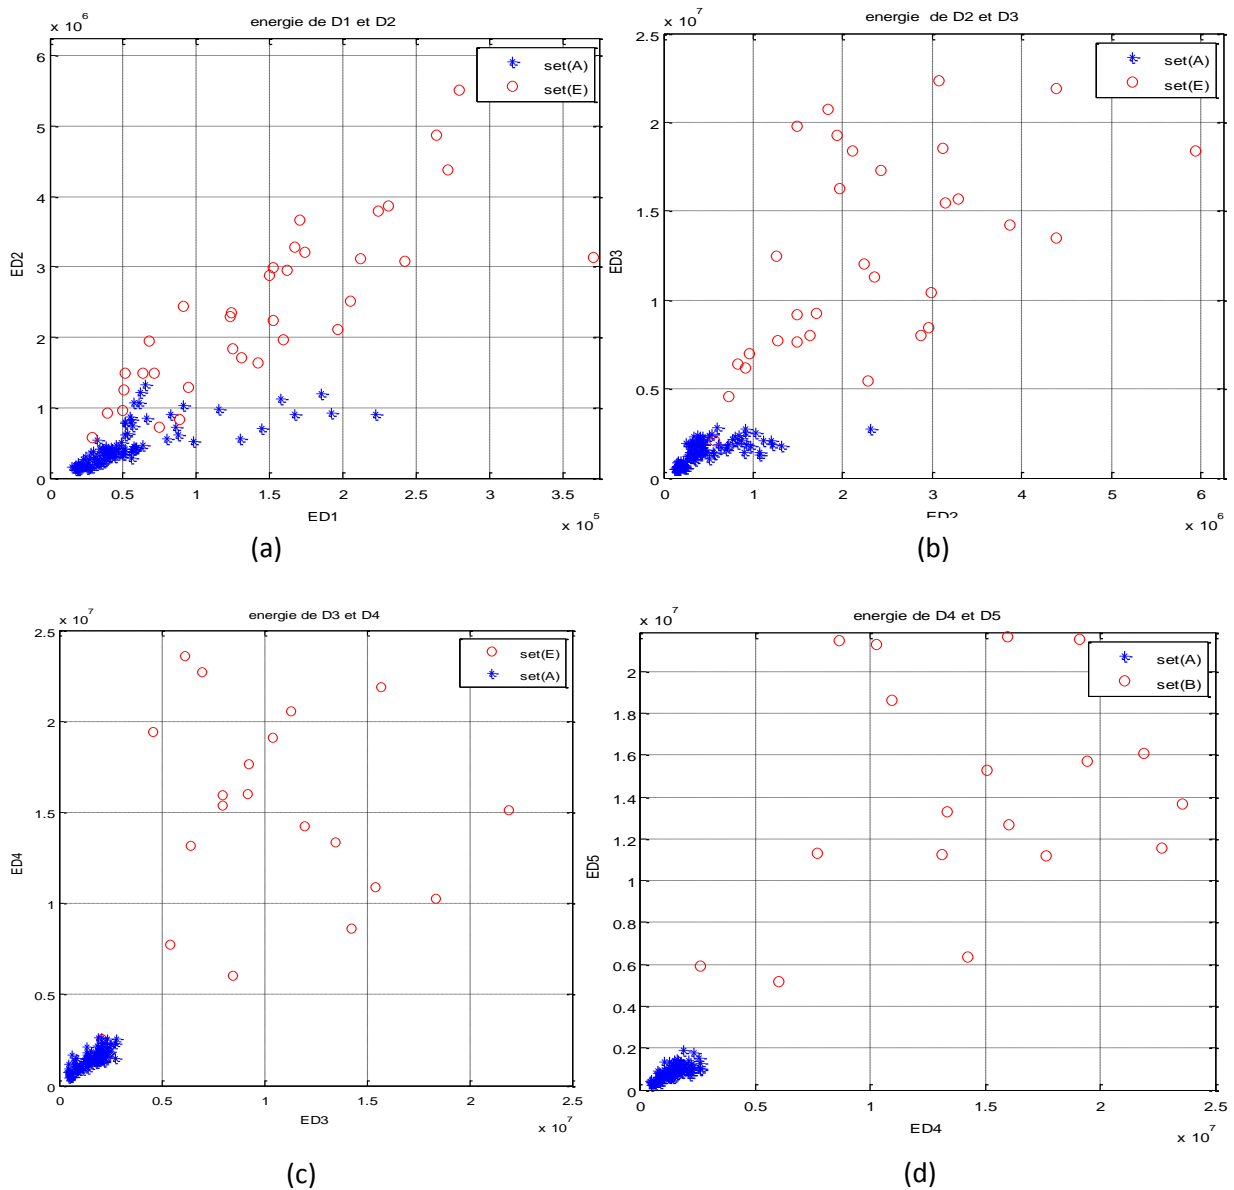 energie de D1 et D2
x 10^6
6
5
4
3
2
1
0
ED2
0
0.5
1
1.5
2
2.5
3
3.5
ED1
x 10^5
set(A)
set(E)
(a)
energie de D2 et D3
x 10^7
2.5
2
1.5
1
0.5
0
ED3
0
1
2
3
4
5
6
ED2
x 10^6
set(A)
set(E)
(b)
energie de D3 et D4
x 10^7
2.5
2
1.5
1
0.5
0
ED4
0
0.5
1
1.5
2
2.5
ED3
x 10^7
set(E)
set(A)
(c)
energie de D4 et D5
x 10^7
2
1.8
1.6
1.4
1.2
1
0.8
0.6
0.4
0.2
0
ED5
0
0.5
1
1.5
2
2.5
ED4
x 10^7
set(A)
set(B)
(d)